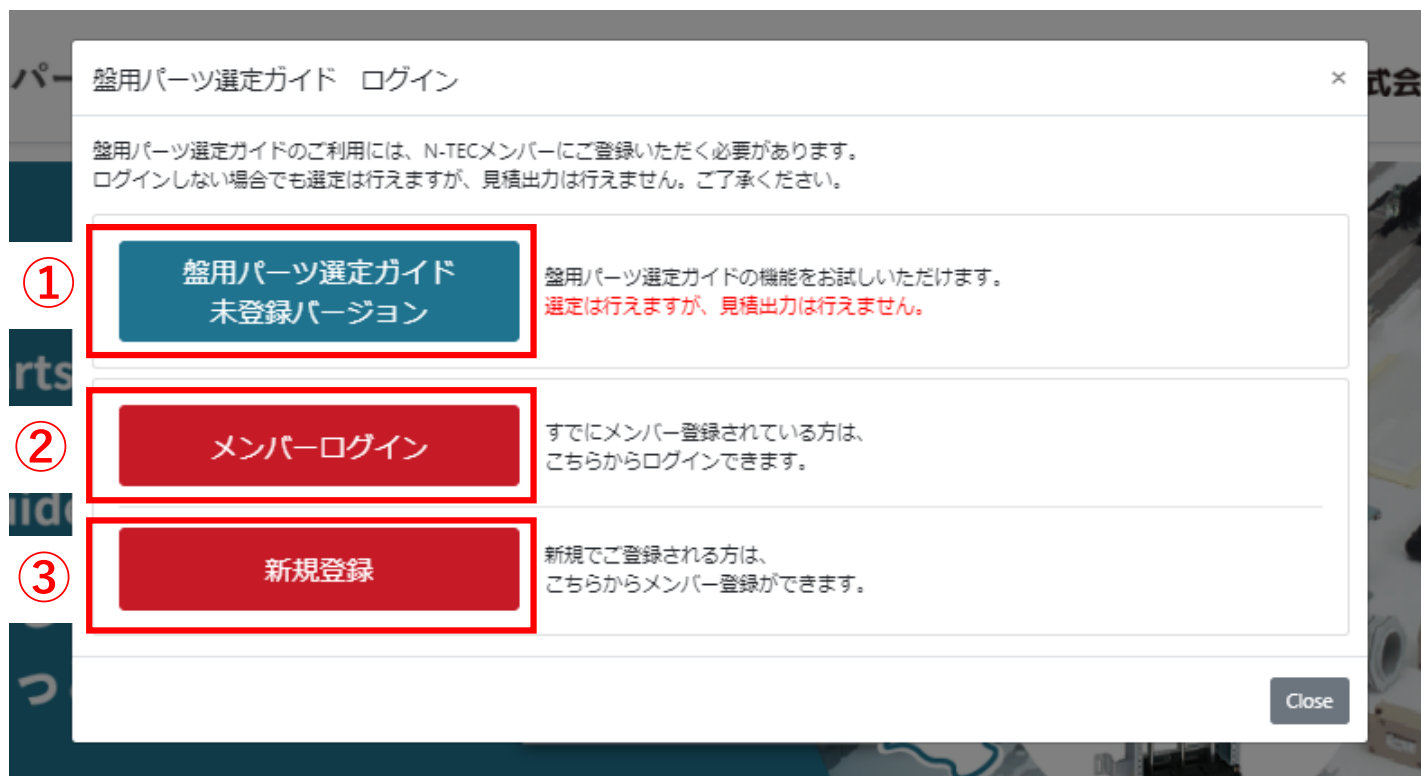 パー
式会
盤用パーツ選定ガイド　ログイン
×
盤用パーツ選定ガイドのご利用には、N-TECメンバーにご登録いただく必要があります。
ログインしない場合でも選定は行えますが、見積出力は行えません。ご了承ください。
①
盤用パーツ選定ガイド
未登録バージョン
盤用パーツ選定ガイドの機能をお試しいただけます。
選定は行えますが、見積出力は行えません。
rts
②
メンバーログイン
すでにメンバー登録されている方は、
こちらからログインできます。
③
新規登録
新規でご登録される方は、
こちらからメンバー登録ができます。
っ
Close